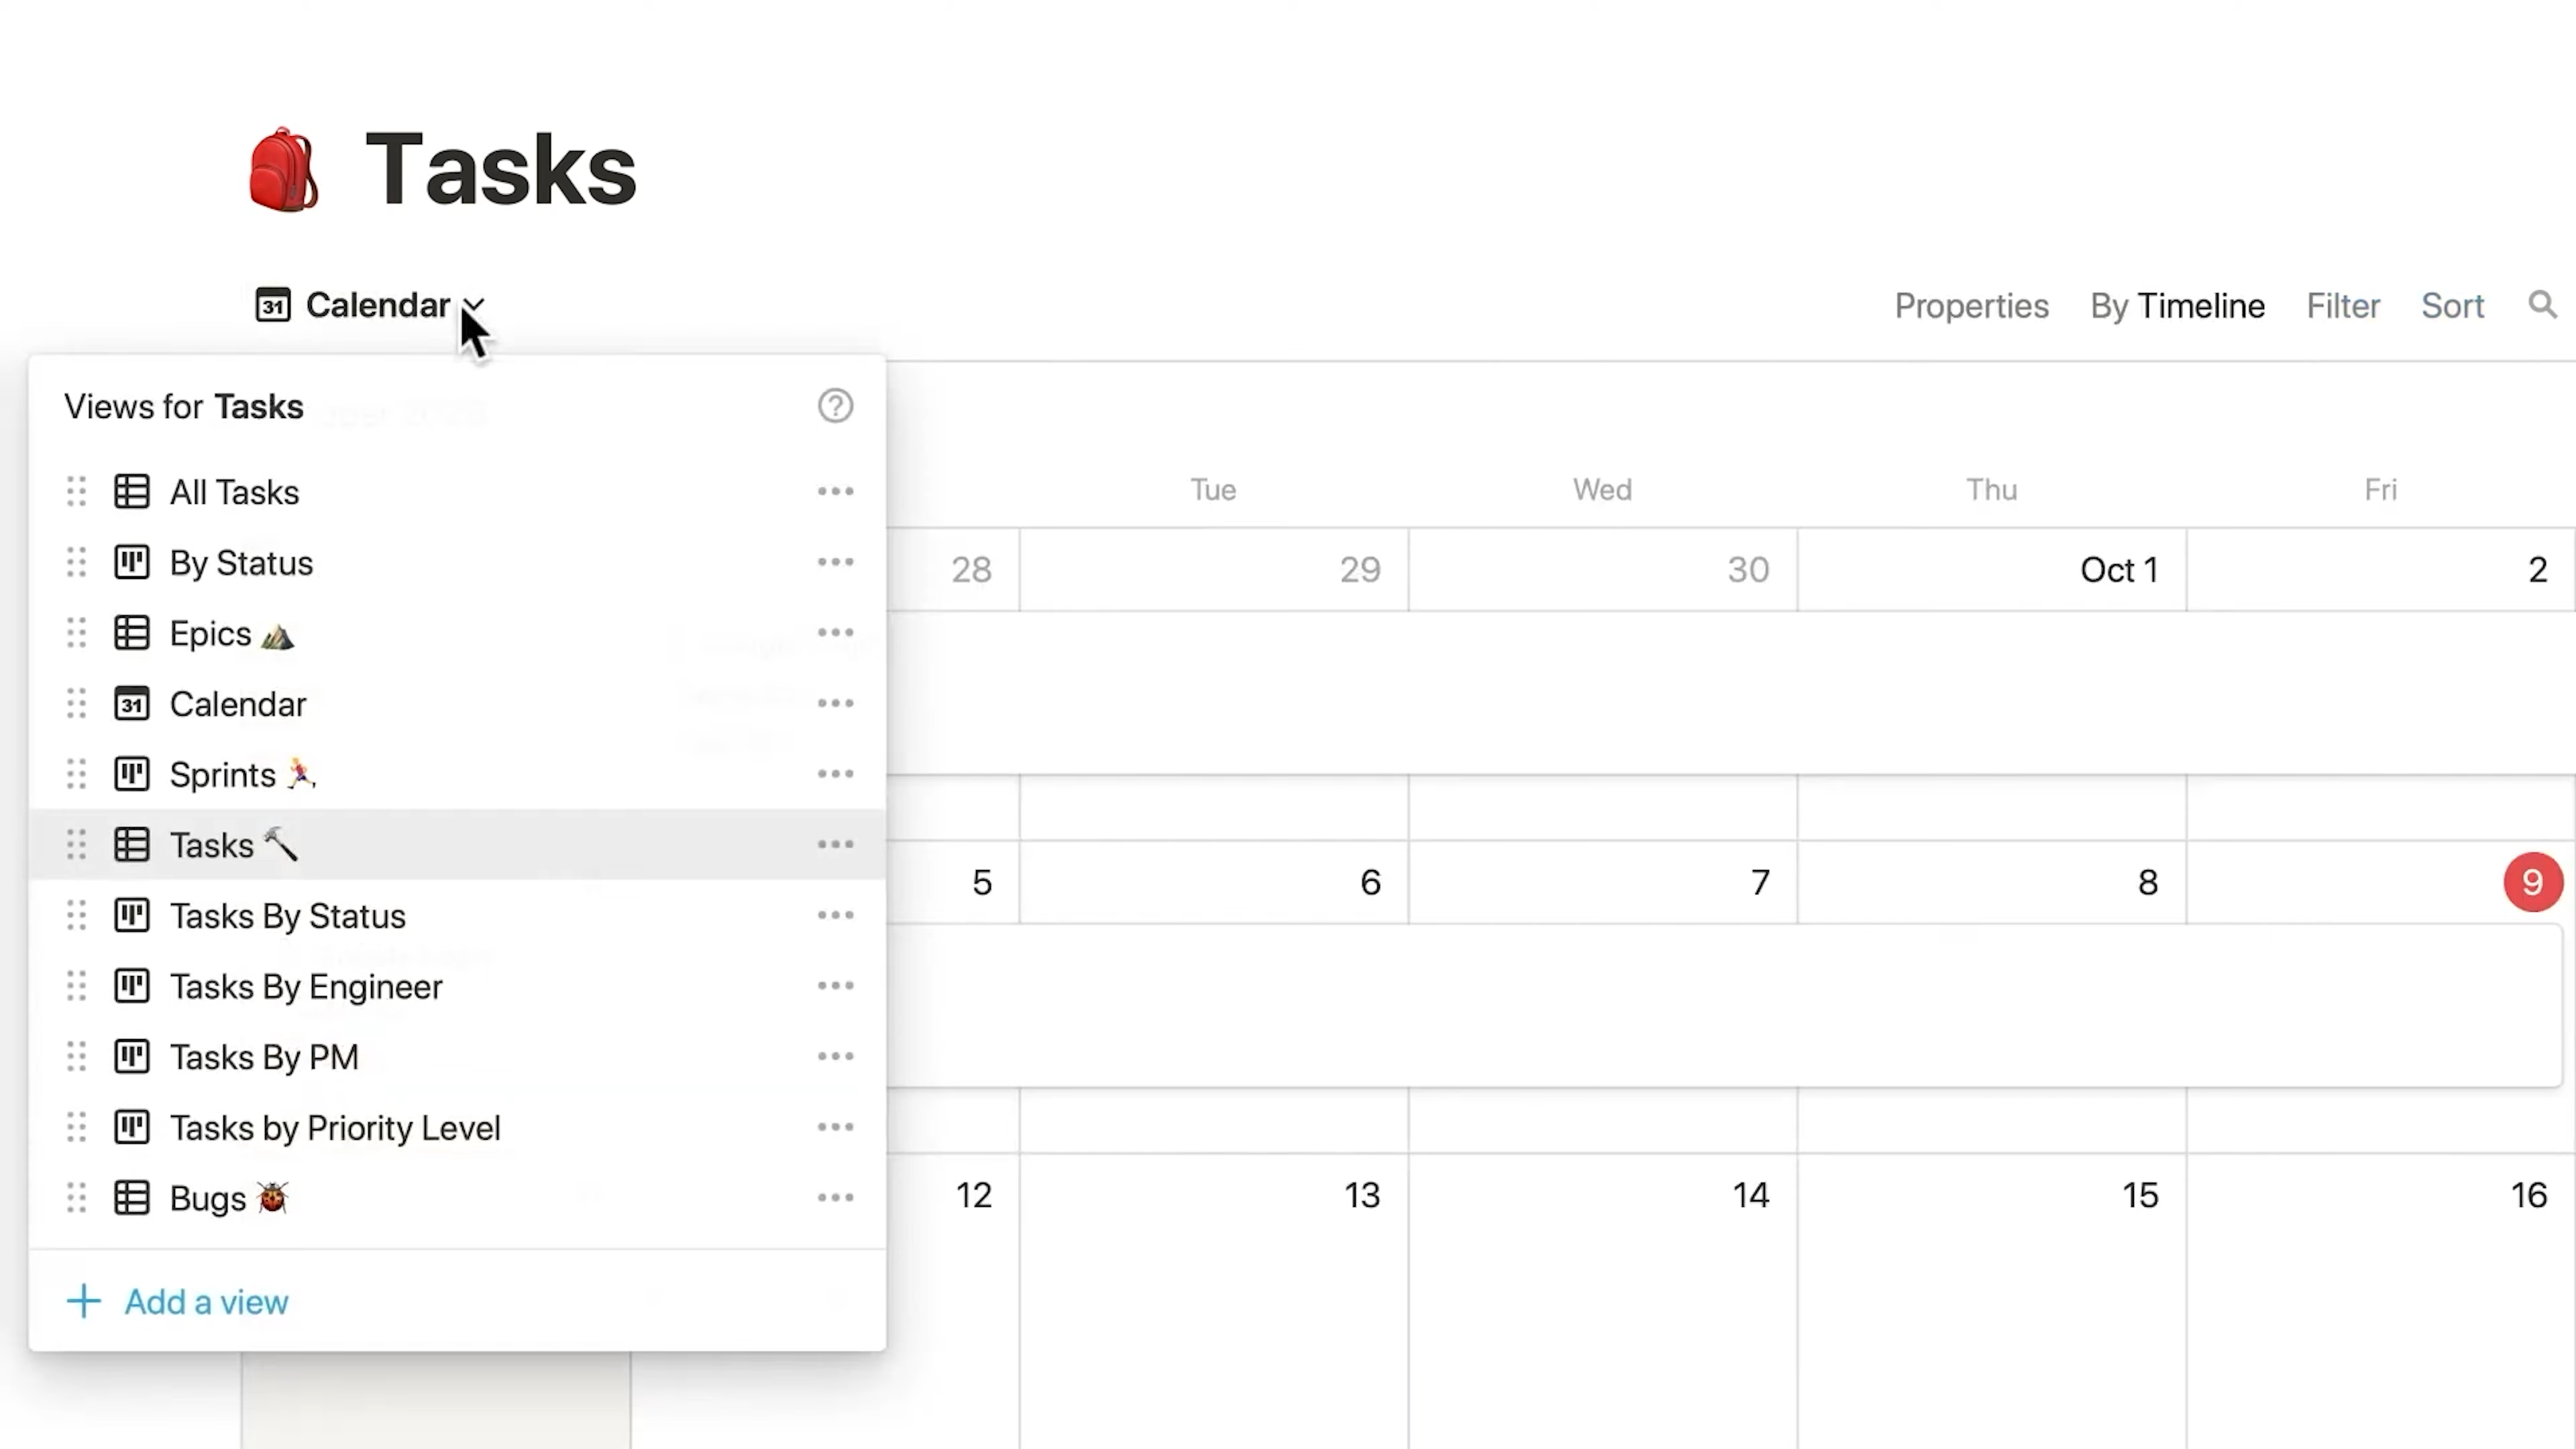 Tasks
31 Calendar
Properties By Timeline Filter Sort
Views for Tasks
All Tasks
By Status
Epics
31 Calendar
Sprints
Tasks
Tasks By Status
Tasks By Engineer
Tasks By PM
Tasks by Priority Level
Bugs
Add a view
Tue Wed Thu Fri
28 29 30 Oct 1 2
5 6 7 8 9
12 13 14 15 16